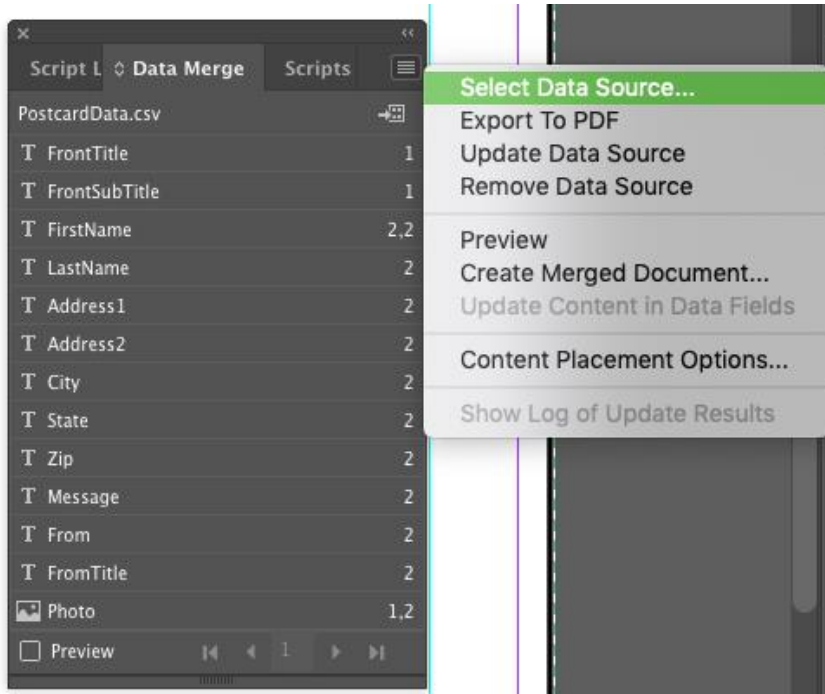 Script L Data Merge Scripts
PostcardData.csv
T FrontTitle 1
T FrontSubTitle 1
T FirstName 2,2
T LastName 2
T Address1 2
T Address2 2
T City 2
T State 2
T Zip 2
T Message 2
T From 2
T FromTitle 2
Photo 1,2
Preview 1
Select Data Source...
Export To PDF
Update Data Source
Remove Data Source
Preview
Create Merged Document...
Update Content in Data Fields
Content Placement Options...
Show Log of Update Results